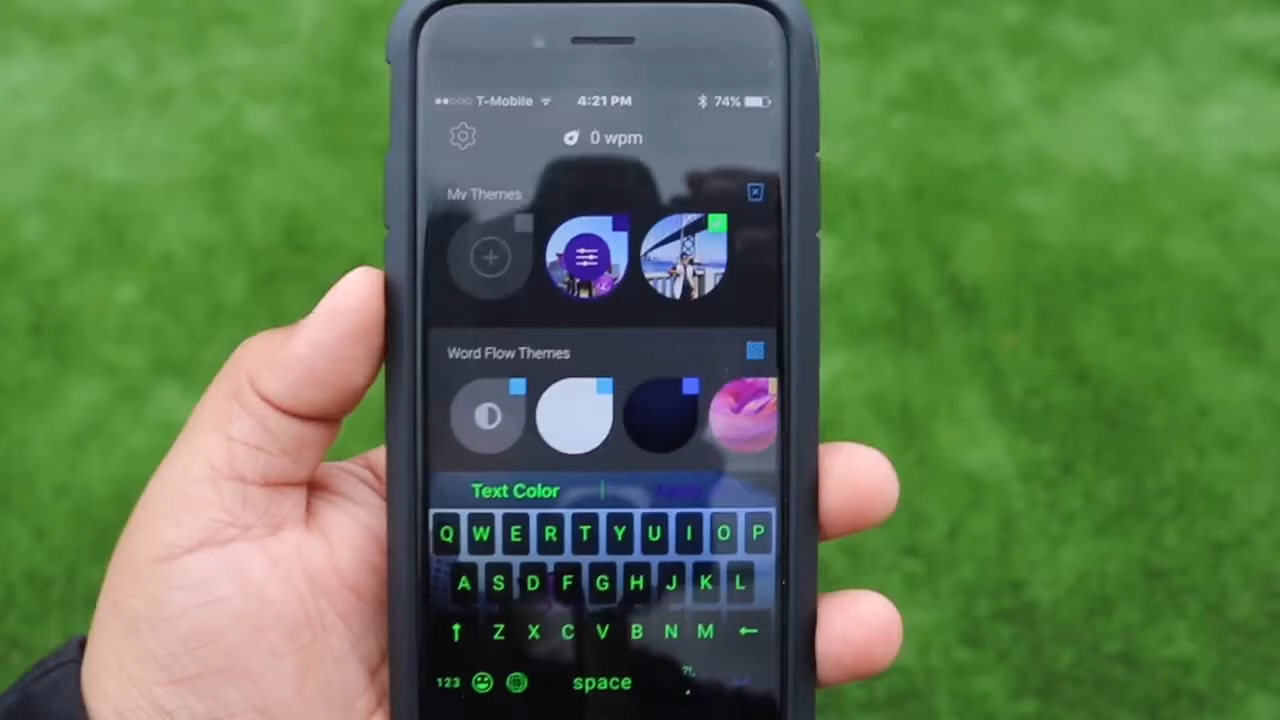 T-Mobile 4:21 PM 74%
0 wpm
My Themes
Word Flow Themes
Text Color
Q W E R T Y U I O P
A S D F G H J K L
Z X C V B N M
123 space ?!,.